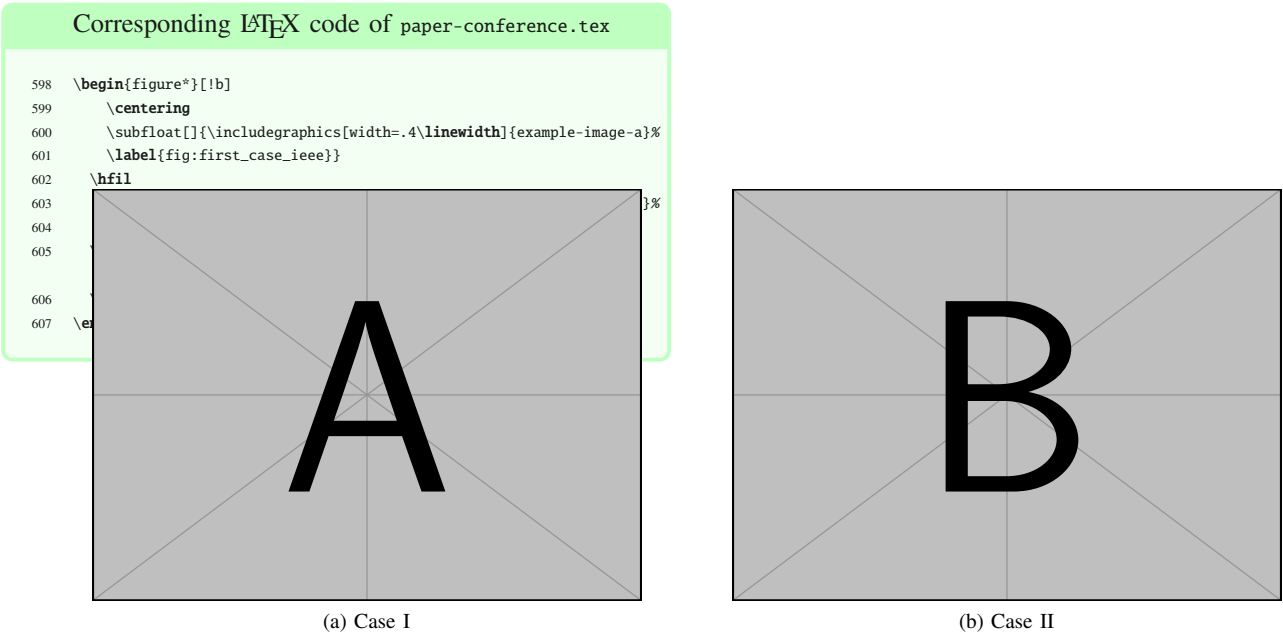 Corresponding LATEX code of paper-conference.tex
598 \begin{figure*}[!b]
599 \centering
600 \subfloat[]{\includegraphics[width=.4\linewidth]{example-image-a}%
601 \label{fig:first_case_ieee}}
602 \hfil
603 }%
604
605 \
606 \
607 \en
A
B
(a) Case I
(b) Case II